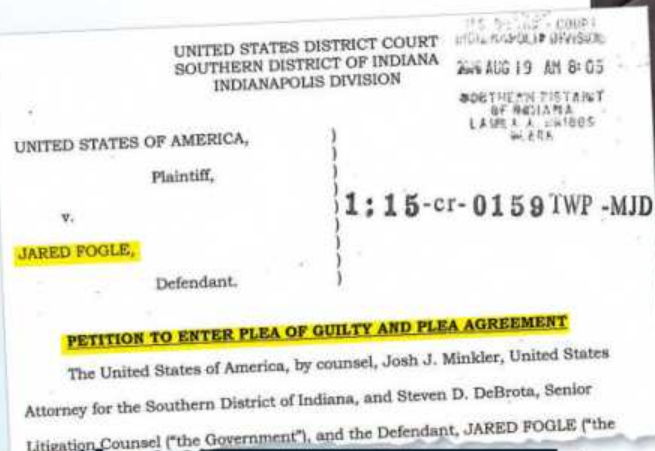 UNITED STATES DISTRICT COURT
SOUTHERN DISTRICT OF INDIANA
INDIANAPOLIS DIVISION
COURT
AUG 19 AM 8:05
OF INDIANA
UNITED STATES OF AMERICA,
Plaintiff,
v.
JARED FOGLE,
Defendant.
)
)
)
)
)
)
)
)
)
1:15-cr-0159 TWP-MJD
PETITION TO ENTER PLEA OF GUILTY AND PLEA AGREEMENT
The United States of America, by counsel, Josh J. Minkler, United States
Attorney for the Southern District of Indiana, and Steven D. DeBrota, Senior
Litigation Counsel ("the Government"), and the Defendant, JARED FOGLE ("the